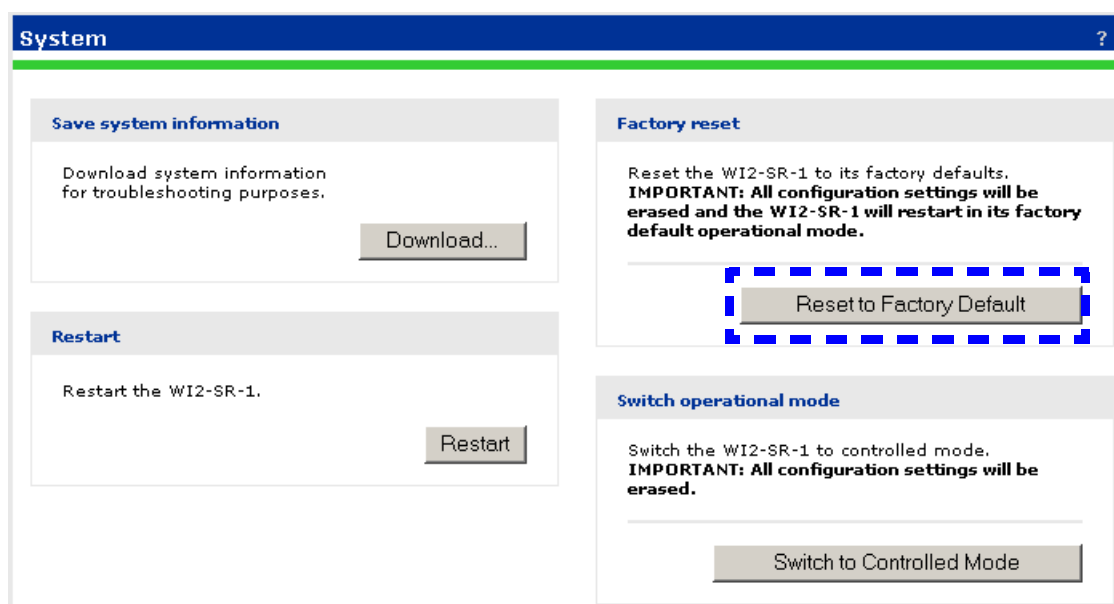 System ?
Save system information
Download system information
for troubleshooting purposes.
Download...
Restart
Restart the WI2-SR-1.
Restart
Factory reset
Reset the WI2-SR-1 to its factory defaults.
IMPORTANT: All configuration settings will be
erased and the WI2-SR-1 will restart in its factory
default operational mode.
Reset to Factory Default
Switch operational mode
Switch the WI2-SR-1 to controlled mode.
IMPORTANT: All configuration settings will be
erased.
Switch to Controlled Mode